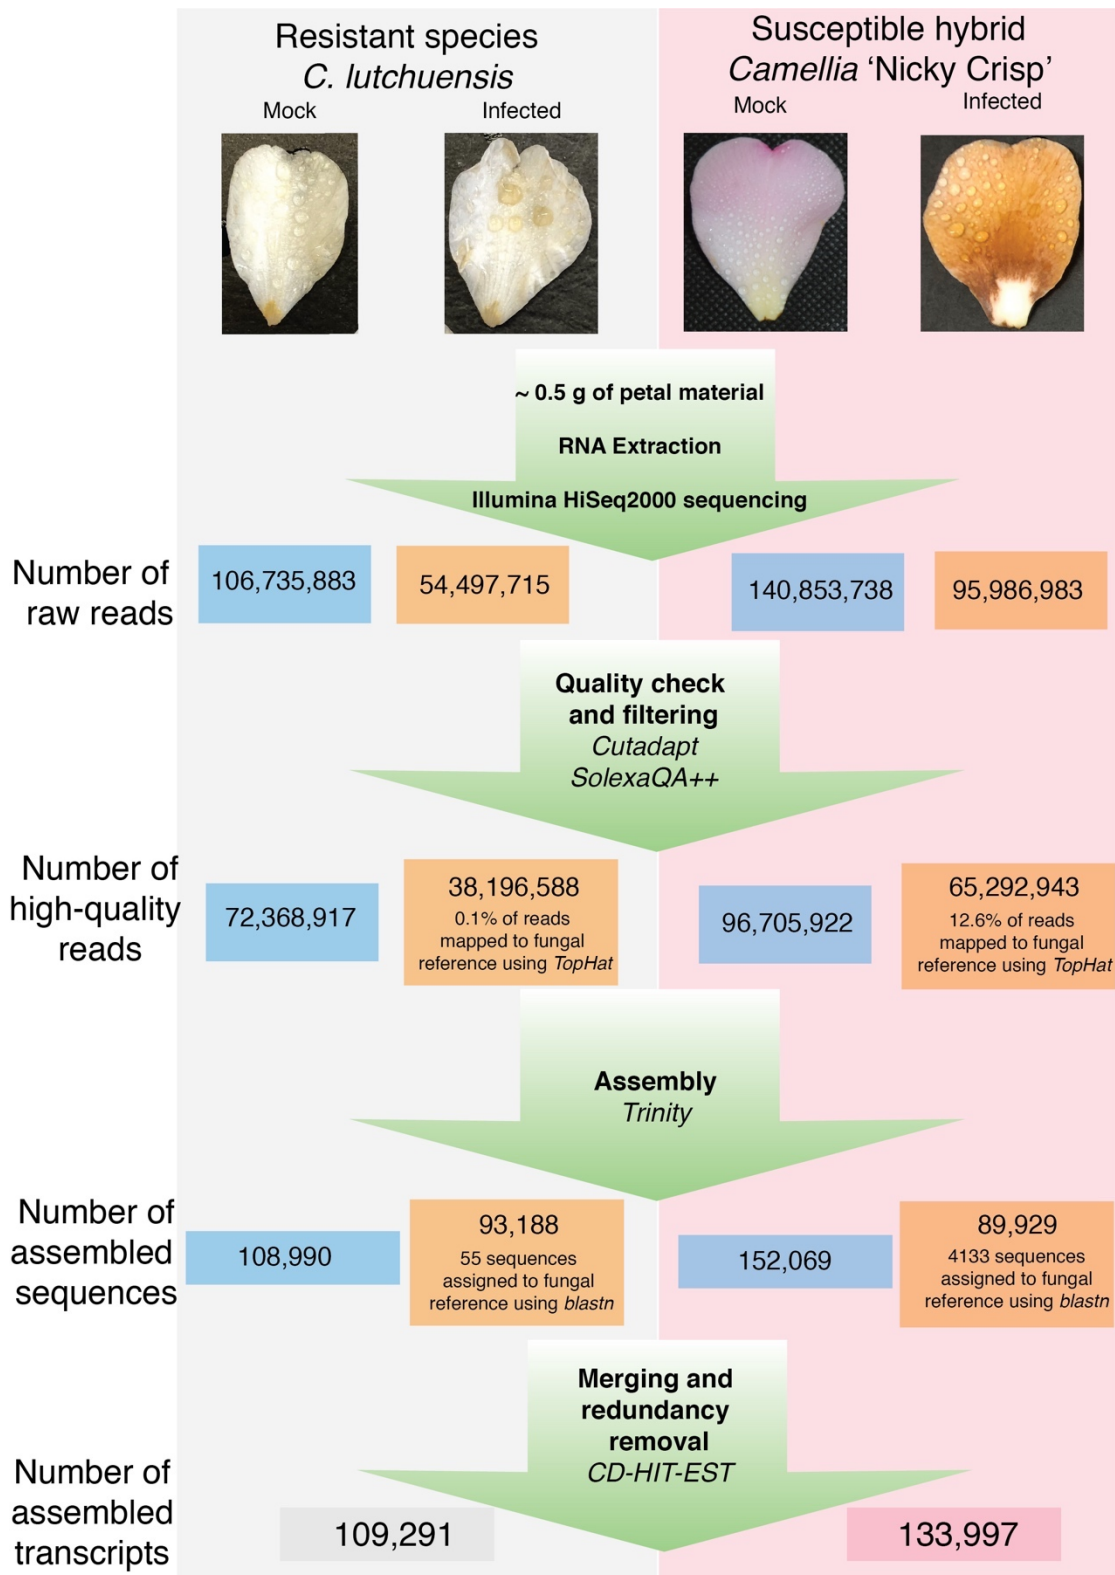 Resistant species
C. lutchuensis
Mock
Infected
Susceptible hybrid
Camellia ‘Nicky Crisp’
Mock
Infected
~ 0.5 g of petal material
RNA Extraction
Illumina HiSeq2000 sequencing
Number of
raw reads
106,735,883
54,497,715
140,853,738
95,986,983
Quality check
and filtering
Cutadapt
SolexaQA++
Number of
high-quality
reads
72,368,917
38,196,588
0.1% of reads
mapped to fungal
reference using TopHat
96,705,922
65,292,943
12.6% of reads
mapped to fungal
reference using TopHat
Assembly
Trinity
Number of
assembled
sequences
108,990
93,188
55 sequences
assigned to fungal
reference using blastn
152,069
89,929
4133 sequences
assigned to fungal
reference using blastn
Merging and
redundancy
removal
CD-HIT-EST
Number of
assembled
transcripts
109,291
133,997